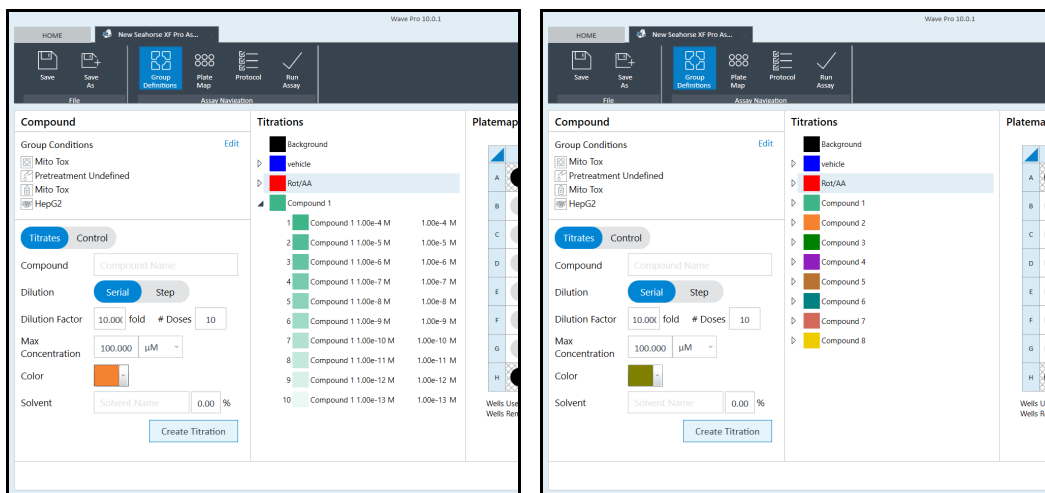 Wave Pro 10.0.1
HOME
New Seahorse XF Pro As...
Save
Save As
Group Definitions
Plate Map
Protocol
Run Assay
File
Assay Navigation
Compound
Group Conditions
Edit
Mito Tox
Pretreatment Undefined
Mito Tox
HepG2
Titrates Control
Compound Compound Name
Dilution Serial Step
Dilution Factor 10.00( fold # Doses 10
Max Concentration 100.000 µM
Color
Solvent Solvent Name 0.00 %
Create Titration
Titrations
Background
vehicle
Rot/AA
Compound 1
1 Compound 1 1.00e-4 M 1.00e-4 M
2 Compound 1 1.00e-5 M 1.00e-5 M
3 Compound 1 1.00e-6 M 1.00e-6 M
4 Compound 1 1.00e-7 M 1.00e-7 M
5 Compound 1 1.00e-8 M 1.00e-8 M
6 Compound 1 1.00e-9 M 1.00e-9 M
7 Compound 1 1.00e-10 M 1.00e-10 M
8 Compound 1 1.00e-11 M 1.00e-11 M
9 Compound 1 1.00e-12 M 1.00e-12 M
10 Compound 1 1.00e-13 M 1.00e-13 M
Platemap
A
B
C
D
E
F
G
H
Wells Use
Wells Rem
Wave Pro 10.0.1
HOME
New Seahorse XF Pro As...
Save
Save As
Group Definitions
Plate Map
Protocol
Run Assay
File
Assay Navigation
Compound
Group Conditions
Edit
Mito Tox
Pretreatment Undefined
Mito Tox
HepG2
Titrates Control
Compound Compound Name
Dilution Serial Step
Dilution Factor 10.00( fold # Doses 10
Max Concentration 100.000 µM
Color
Solvent Solvent Name 0.00 %
Create Titration
Titrations
Background
vehicle
Rot/AA
Compound 1
Compound 2
Compound 3
Compound 4
Compound 5
Compound 6
Compound 7
Compound 8
Platema
A
B
C
D
E
F
G
H
Wells U
Wells R